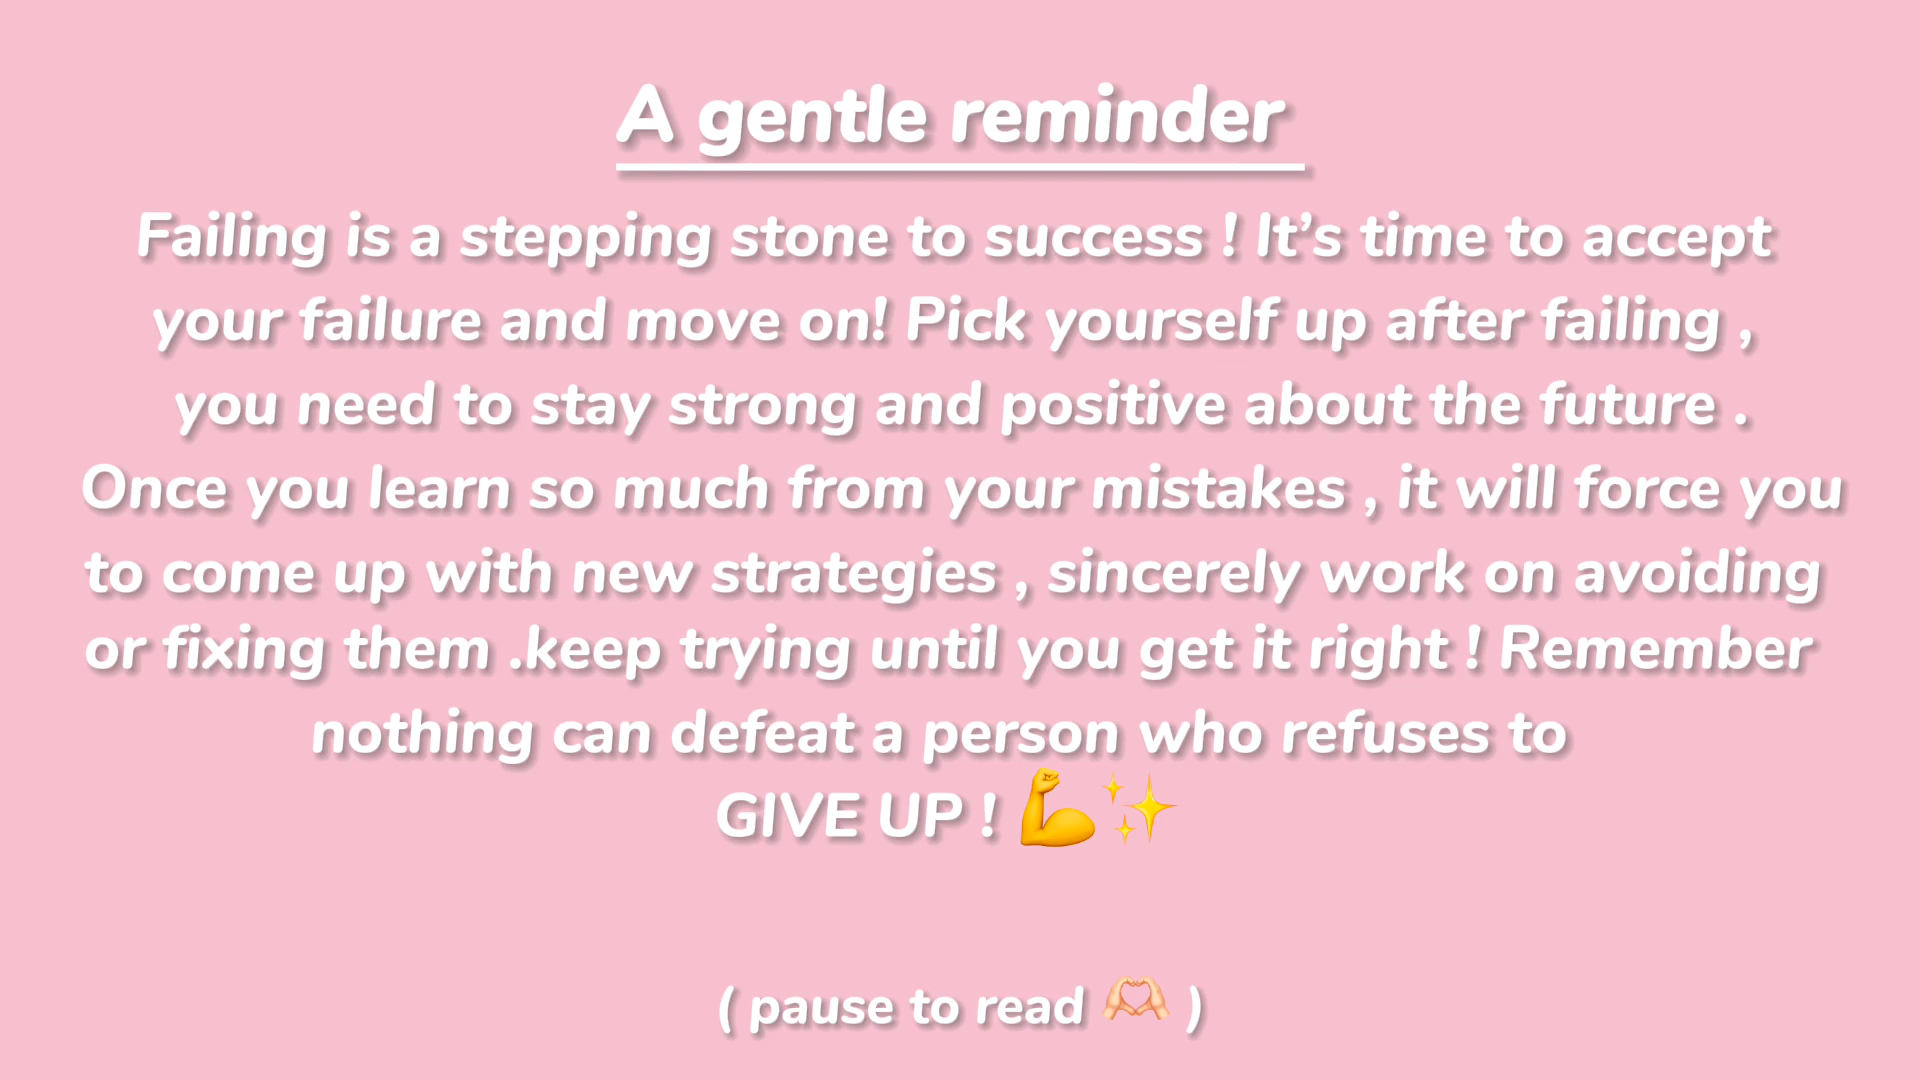 A gentle reminder
Failing is a stepping stone to success ! It’s time to accept
your failure and move on! Pick yourself up after failing ,
you need to stay strong and positive about the future .
Once you learn so much from your mistakes , it will force you
to come up with new strategies , sincerely work on avoiding
or fixing them .keep trying until you get it right ! Remember
nothing can defeat a person who refuses to
GIVE UP ! 💪✨
( pause to read 🫶🏻 )